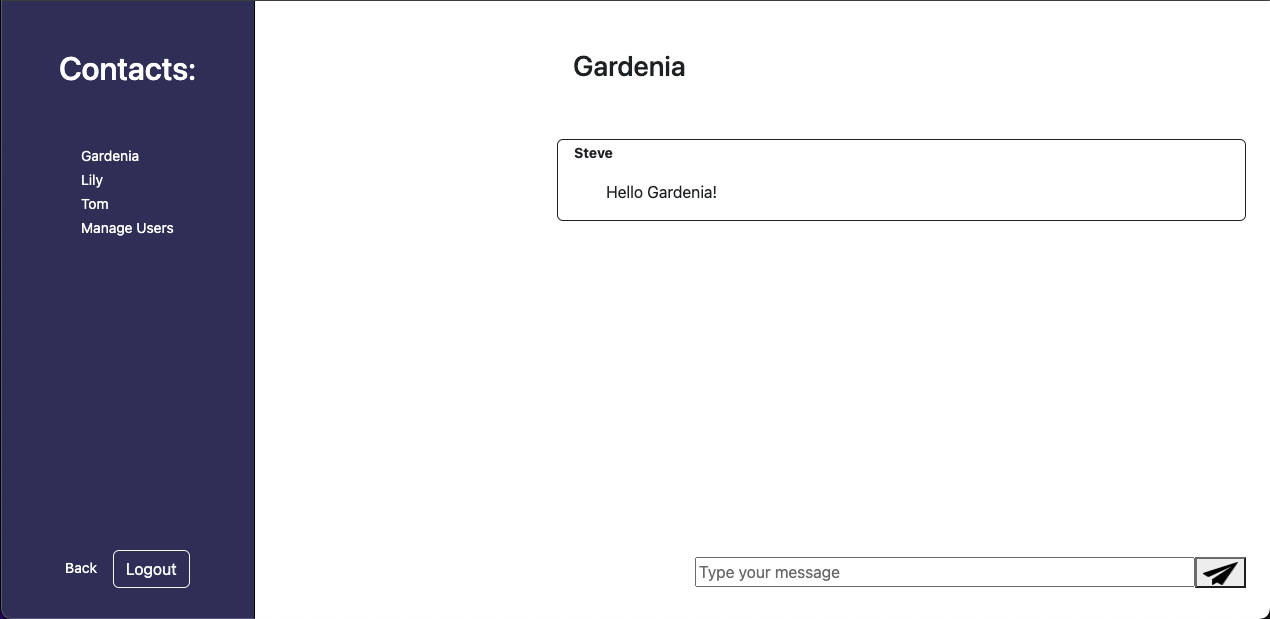 Contacts:
Gardenia
Lily
Tom
Manage Users
Back
Logout
Gardenia
Steve
Hello Gardenia!
Type your message